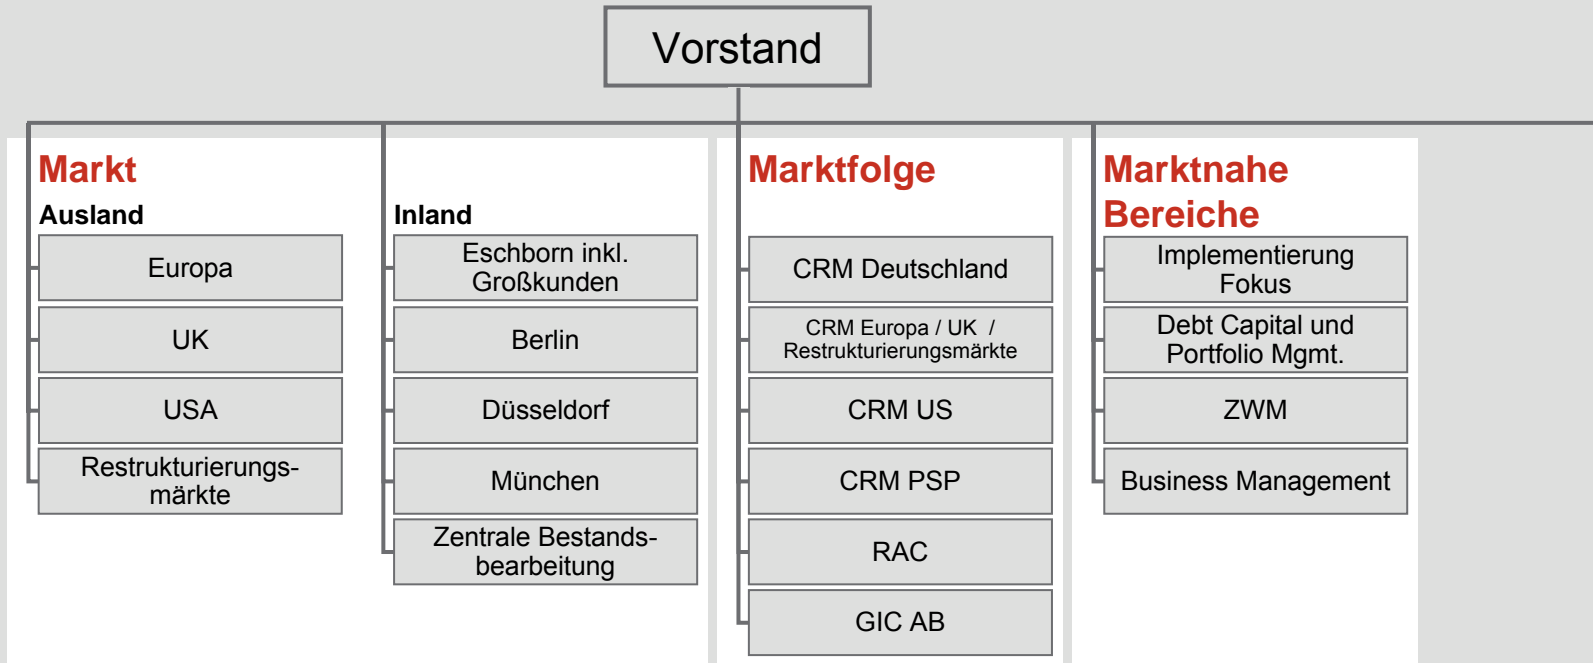 Vorstand
Markt
Ausland
Europa
UK
USA
Restrukturierungs-
märkte
Inland
Eschborn inkl.
Großkunden
Berlin
Düsseldorf
München
Zentrale Bestands-
bearbeitung
Marktfolge
CRM Deutschland
CRM Europa / UK /
Restrukturierungsmärkte
CRM US
CRM PSP
RAC
GIC AB
Marktnahe
Bereiche
Implementierung
Fokus
Debt Capital und
Portfolio Mgmt.
ZWM
Business Management